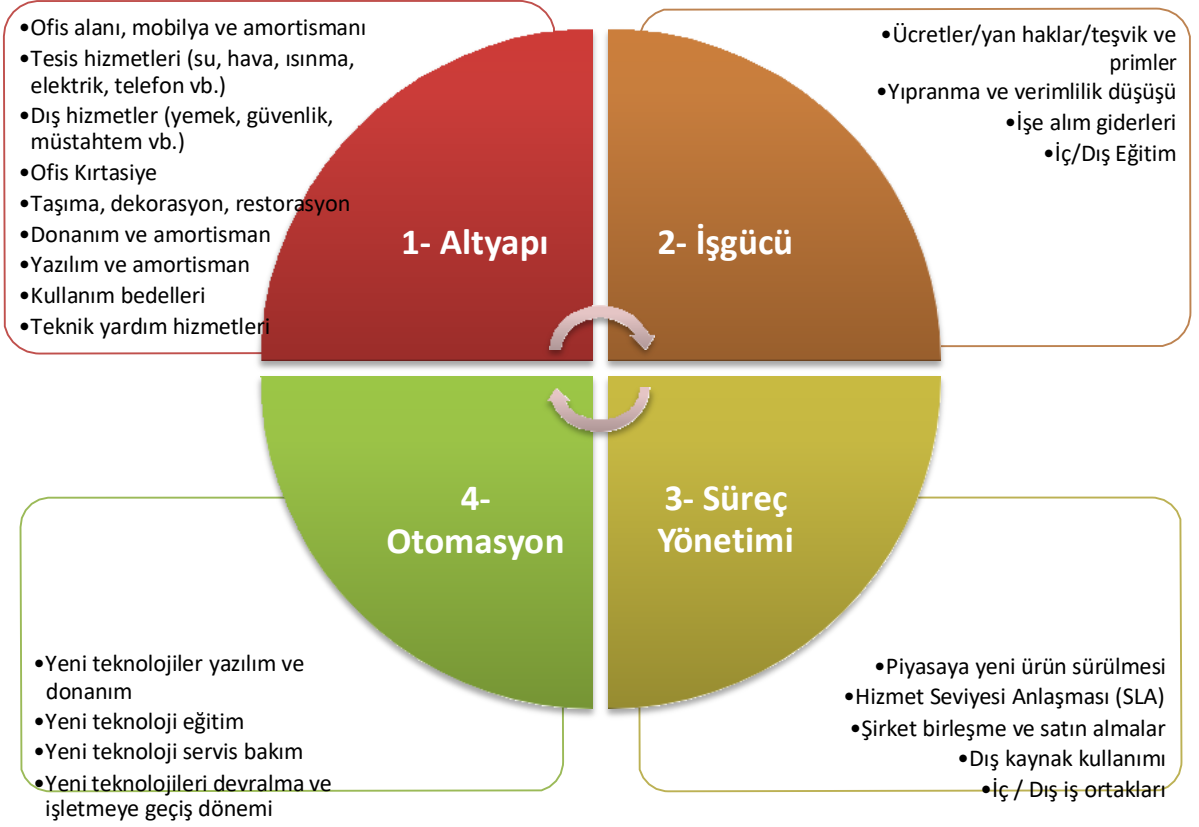 •Ofis alanı, mobilya ve amortismanı
•Tesis hizmetleri (su, hava, ısınma,
elektrik, telefon vb.)
•Dış hizmetler (yemek, güvenlik,
müstahtem vb.)
•Ofis Kırtasiye
•Taşıma, dekorasyon, restorasyon
•Donanım ve amortisman
•Yazılım ve amortisman
•Kullanım bedelleri
•Teknik yardım hizmetleri
1- Altyapı
•Ücretler/yan haklar/teşvik ve
primler
•Yıpranma ve verimlilik düşüşü
•İşe alım giderleri
•İç/Dış Eğitim
2- İşgücü
3- Süreç
Yönetimi
•Piyasaya yeni ürün sürülmesi
•Hizmet Seviyesi Anlaşması (SLA)
•Şirket birleşme ve satın almalar
•Dış kaynak kullanımı
•İç / Dış iş ortakları
4-
Otomasyon
•Yeni teknolojiler yazılım ve
donanım
•Yeni teknoloji eğitim
•Yeni teknoloji servis bakım
•Yeni teknolojileri devralma ve
işletmeye geçiş dönemi